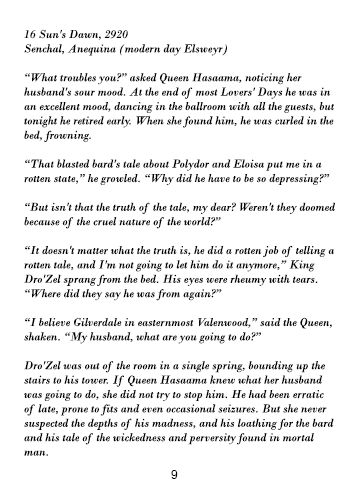 16 Sun's Dawn, 2920
Senchal, Anequina (modern day Elsweyr)
“What troubles you?” asked Queen Hasaama, noticing her
husband's sour mood. At the end of most Lovers' Days he was in
an excellent mood, dancing in the ballroom with all the guests, but
tonight he retired early. When she found him, he was curled in the
bed, frowning.
“That blasted bard's tale about Polydor and Eloisa put me in a
rotten state,” he growled. “Why did he have to be so depressing?”
“But isn't that the truth of the tale, my dear? Weren't they doomed
because of the cruel nature of the world?”
“It doesn't matter what the truth is, he did a rotten job of telling a
rotten tale, and I'm not going to let him do it anymore,” King
Dro'Zel sprang from the bed. His eyes were rheumy with tears.
“Where did they say he was from again?”
“I believe Gilverdale in easternmost Valenwood,” said the Queen,
shaken. “My husband, what are you going to do?”
Dro'Zel was out of the room in a single spring, bounding up the
stairs to his tower. If Queen Hasaama knew what her husband
was going to do, she did not try to stop him. He had been erratic
of late, prone to fits and even occasional seizures. But she never
suspected the depths of his madness, and his loathing for the bard
and his tale of the wickedness and perversity found in mortal
man.
9